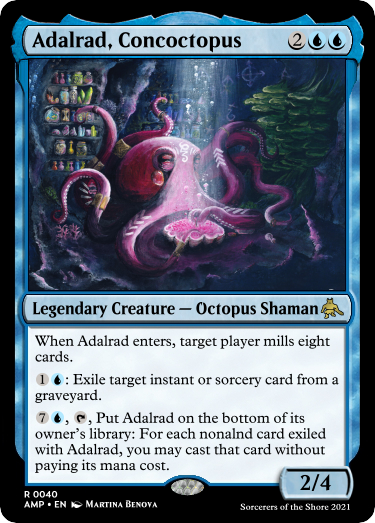 Adalrad, Concoctopus 2
Legendary Creature — Octopus Shaman
When Adalrad enters, target player mills eight
cards.
1 : Exile target instant or sorcery card from a
graveyard.
7 , , Put Adalrad on the bottom of its
owner's library: For each nonalnd card exiled
with Adalrad, you may cast that card without
paying its mana cost.
2/4
R 0040
AMP • EN Martina Benova
Sorcerers of the Shore 2021